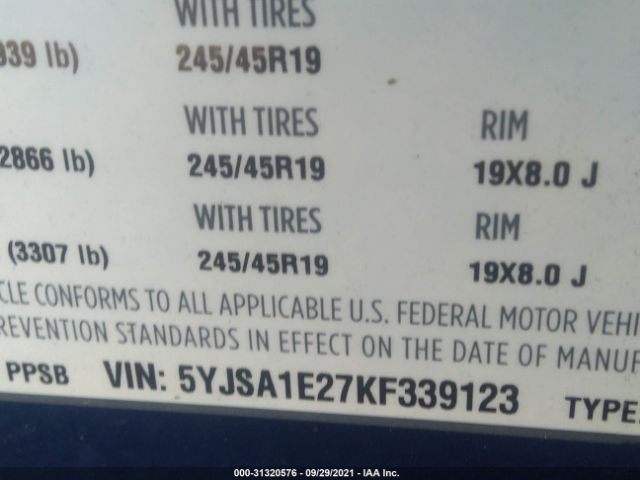 WITH TIRES
939 lb) 245/45R19
WITH TIRES RIM
2866 lb) 245/45R19 19X8.0 J
WITH TIRES RIM
(3307 lb) 245/45R19 19X8.0 J
CLE CONFORMS TO ALL APPLICABLE U.S. FEDERAL MOTOR VEHI
REVENTION STANDARDS IN EFFECT ON THE DATE OF MANUF
PPSB VIN: 5YJSA1E27KF339123 TYPE:
000-31320576 - 09/29/2021 - IAA Inc.